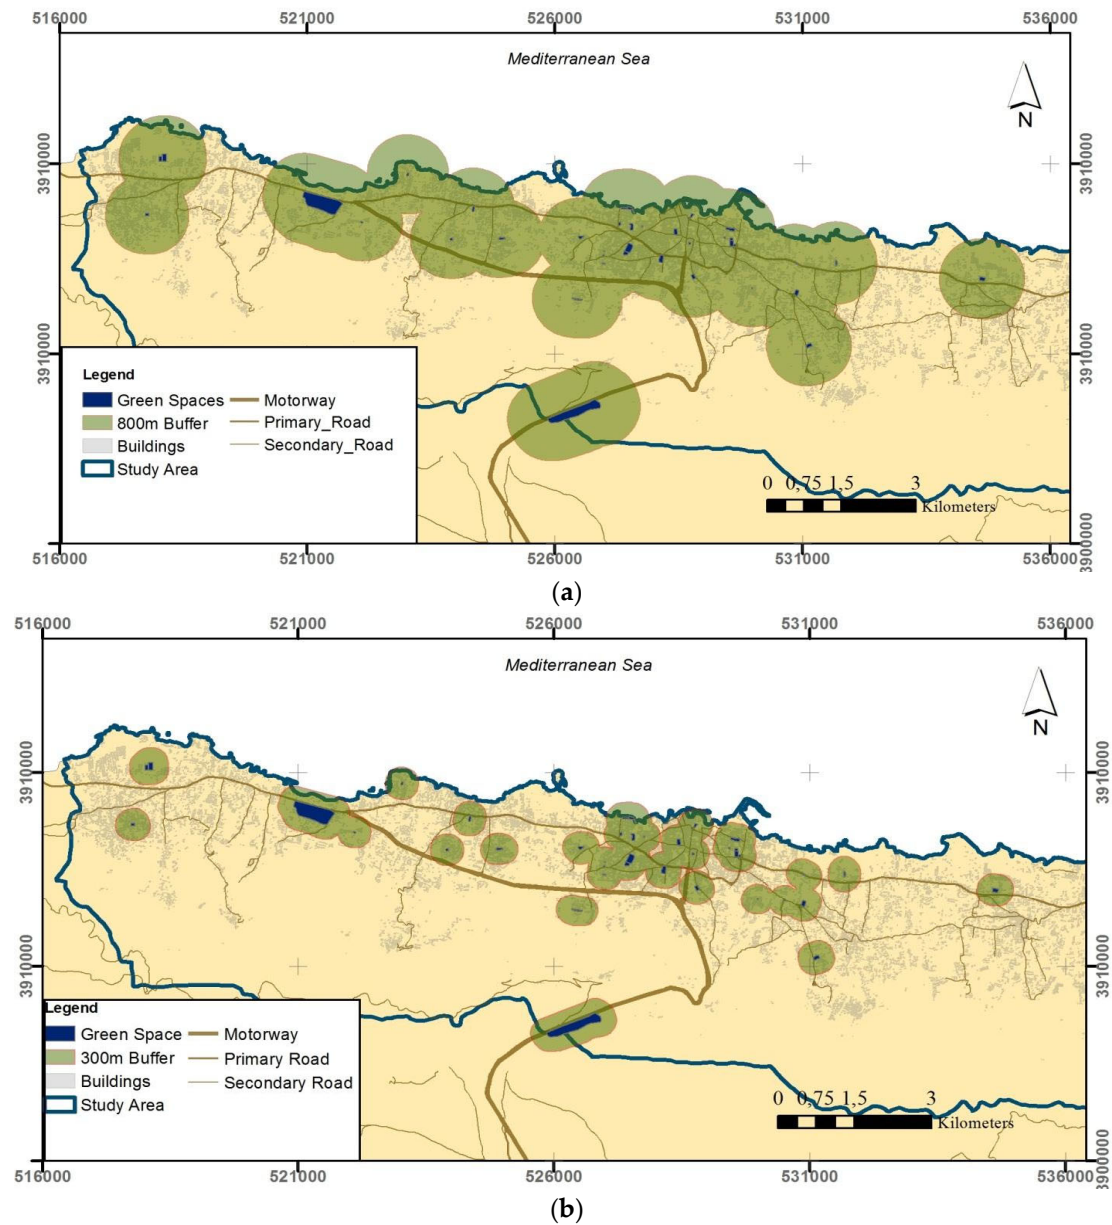 516000 521000 526000 531000 536000
Mediterranean Sea
N
3910000 3910000
3910000 3910000
Legend
Green Spaces Motorway
800m Buffer Primary_Road
Buildings Secondary_Road
Study Area
0 0,75 1,5 3
Kilometers
3900000
516000 521000 526000 531000 536000
(a)
516000 521000 526000 531000 536000
Mediterranean Sea
N
3910000 3910000
3910000 3910000
Legend
Green Space Motorway
300m Buffer Primary Road
Buildings Secondary Road
Study Area
0 0,75 1,5 3
Kilometers
3900000
516000 521000 526000 531000 536000
(b)